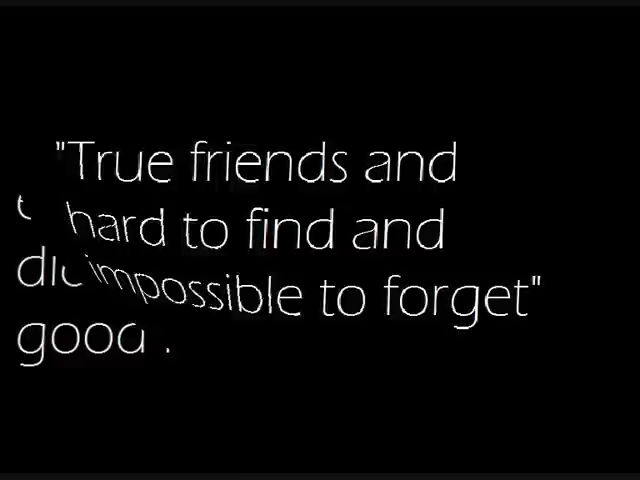 "True friends and
hard to find and
impossible to forget"
good .